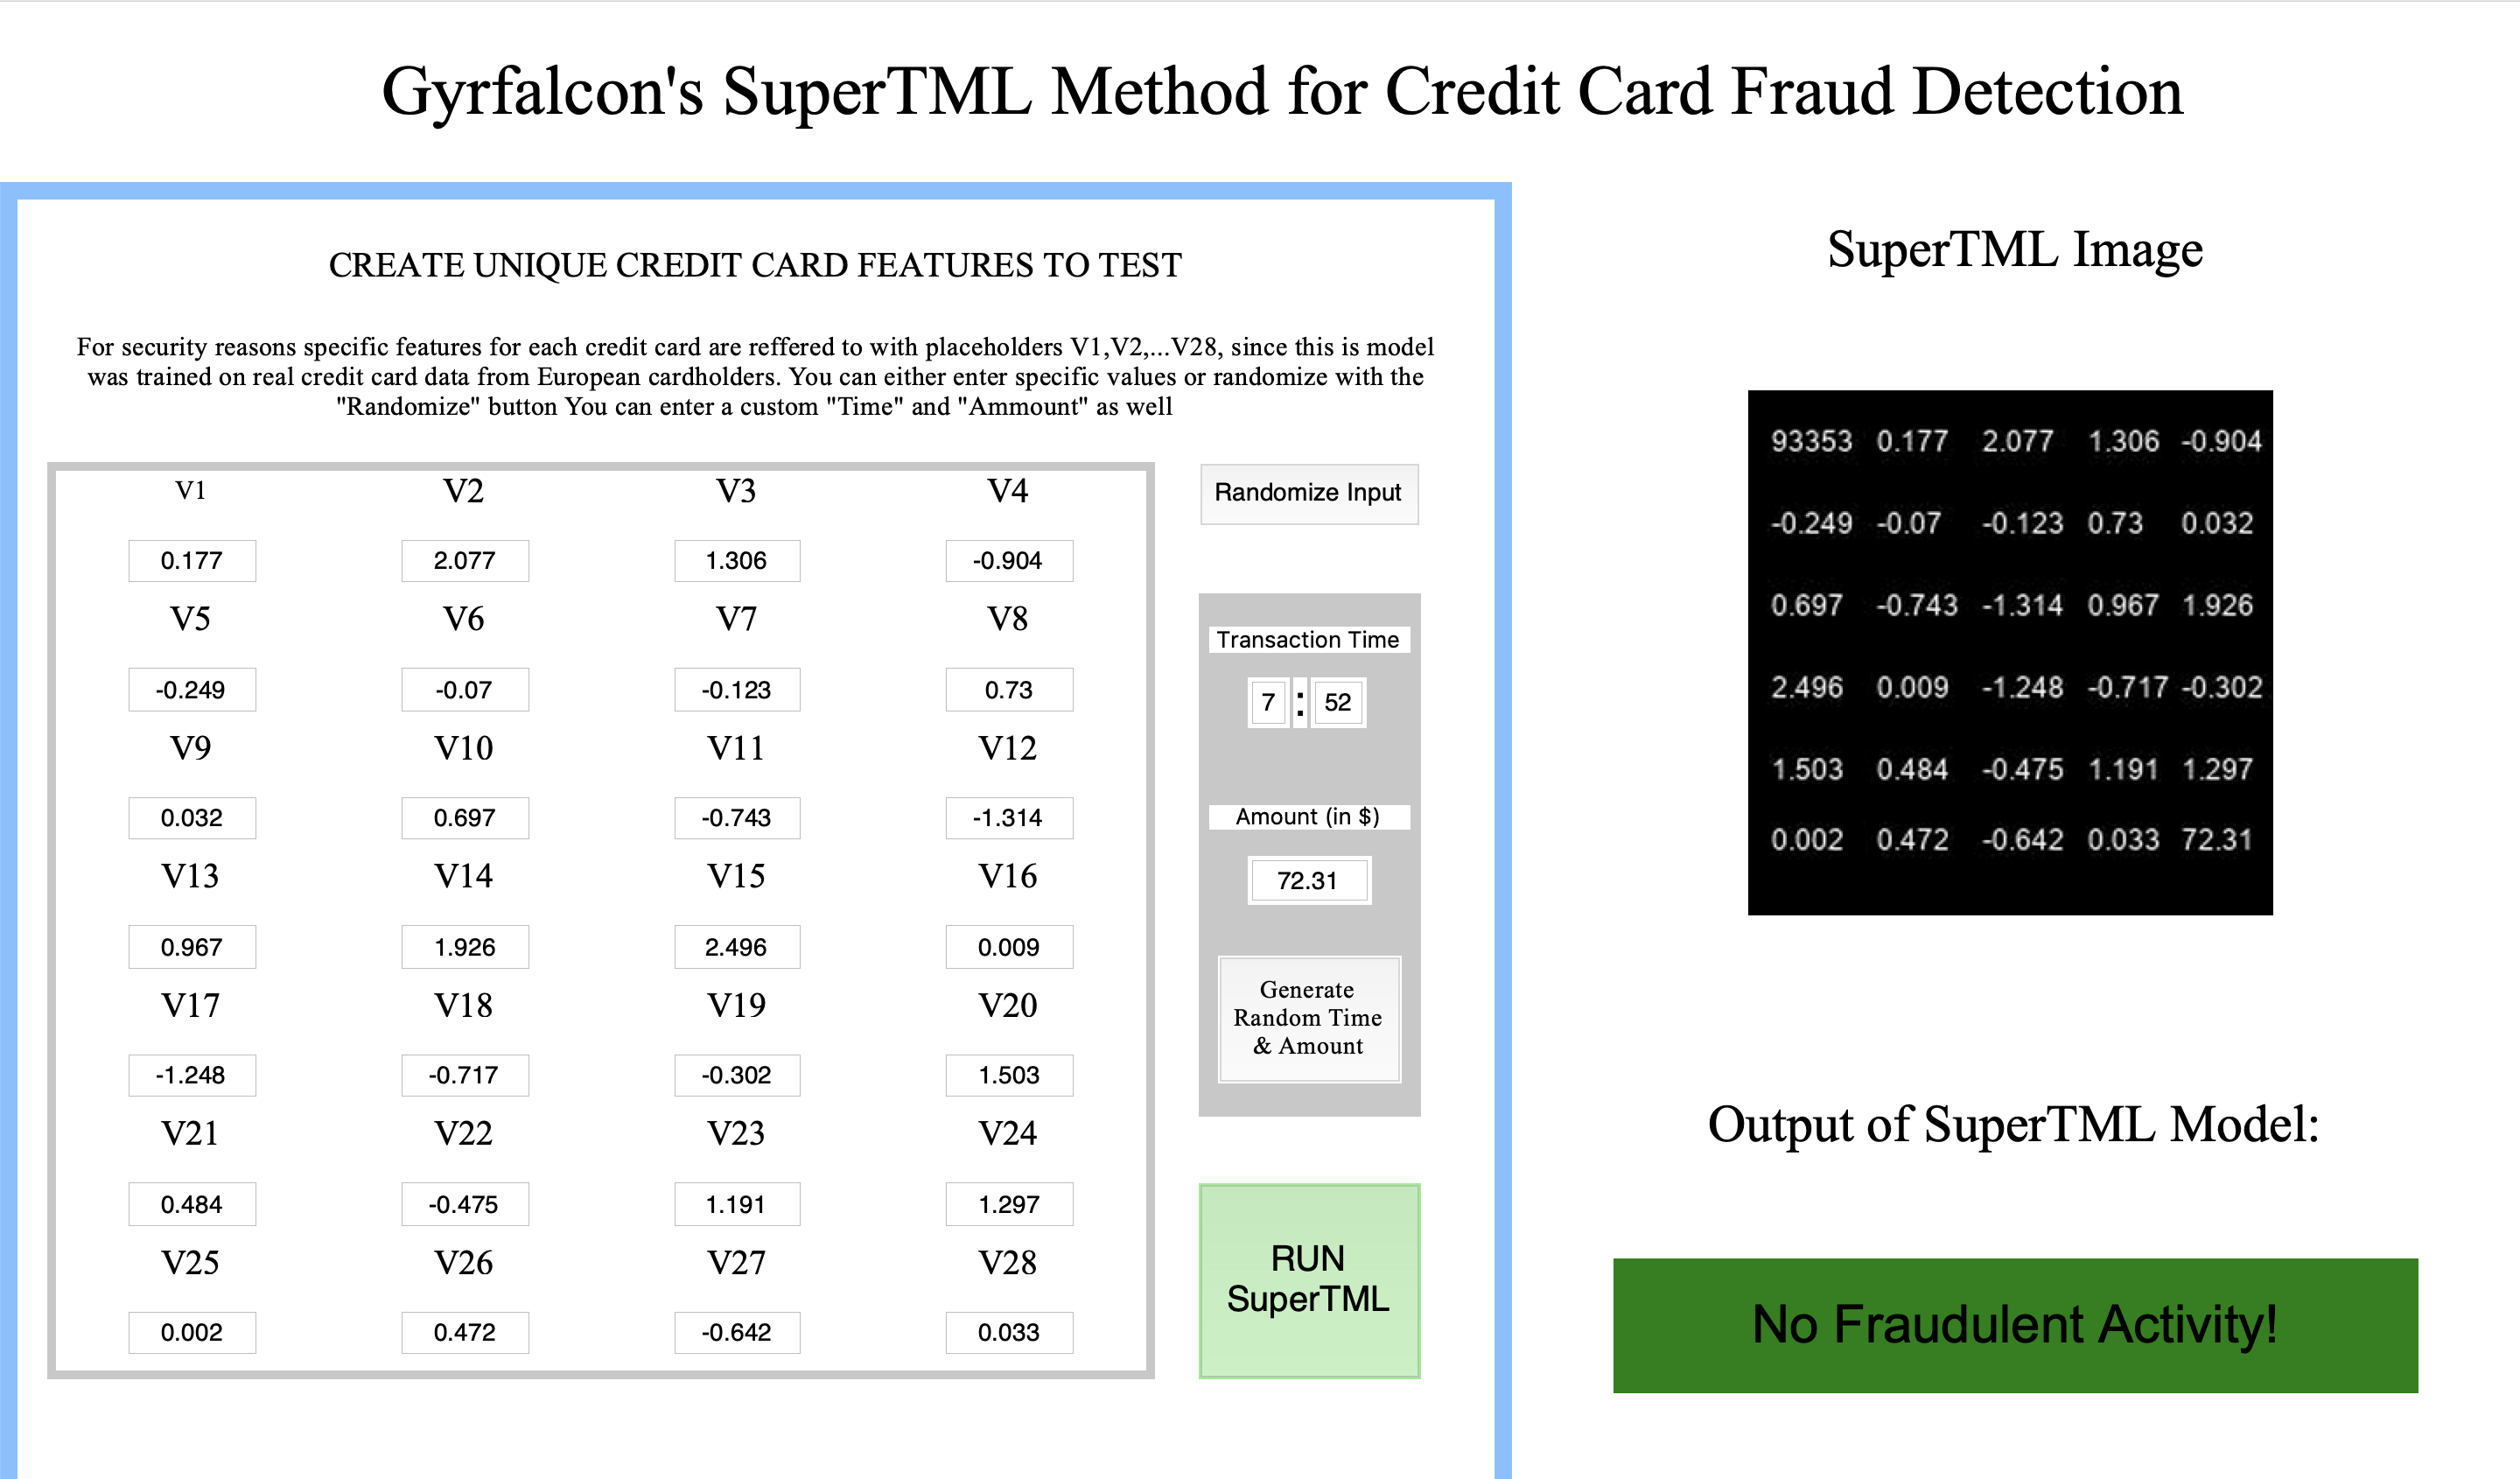 Gyrfalcon's SuperTML Method for Credit Card Fraud Detection
CREATE UNIQUE CREDIT CARD FEATURES TO TEST
For security reasons specific features for each credit card are reffered to with placeholders V1,V2,...V28, since this is model
was trained on real credit card data from European cardholders. You can either enter specific values or randomize with the
"Randomize" button You can enter a custom "Time" and "Ammount" as well
V1 V2 V3 V4
0.177 2.077 1.306 -0.904
V5 V6 V7 V8
-0.249 -0.07 -0.123 0.73
V9 V10 V11 V12
0.032 0.697 -0.743 -1.314
V13 V14 V15 V16
0.967 1.926 2.496 0.009
V17 V18 V19 V20
-1.248 -0.717 -0.302 1.503
V21 V22 V23 V24
0.484 -0.475 1.191 1.297
V25 V26 V27 V28
0.002 0.472 -0.642 0.033
Randomize Input
Transaction Time
7 : 52
Amount (in $)
72.31
Generate
Random Time
& Amount
RUN
SuperTML
SuperTML Image
93353 0.177 2.077 1.306 -0.904
-0.249 -0.07 -0.123 0.73 0.032
0.697 -0.743 -1.314 0.967 1.926
2.496 0.009 -1.248 -0.717 -0.302
1.503 0.484 -0.475 1.191 1.297
0.002 0.472 -0.642 0.033 72.31
Output of SuperTML Model:
No Fraudulent Activity!